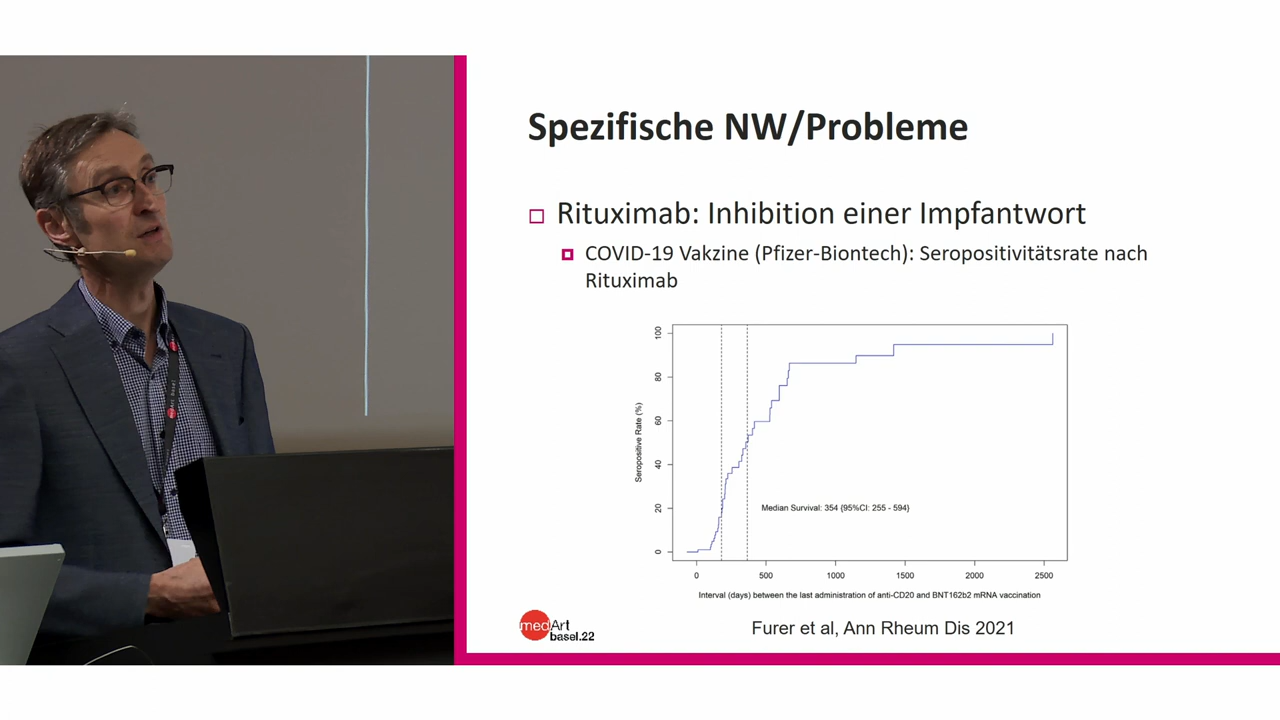 Spezifische NW/Probleme
Rituximab: Inhibition einer Impfantwort
COVID-19 Vakzine (Pfizer-Biontech): Seropositivitätsrate nach
Rituximab
Seropositive Rate (%)
100
80
60
40
20
0
Median Survival: 354 {95%CI: 255 - 594}
0 500 1000 1500 2000 2500
Interval (days) between the last administration of anti-CD20 and BNT162b2 mRNA vaccination
Furer et al, Ann Rheum Dis 2021
medArt
basel.22